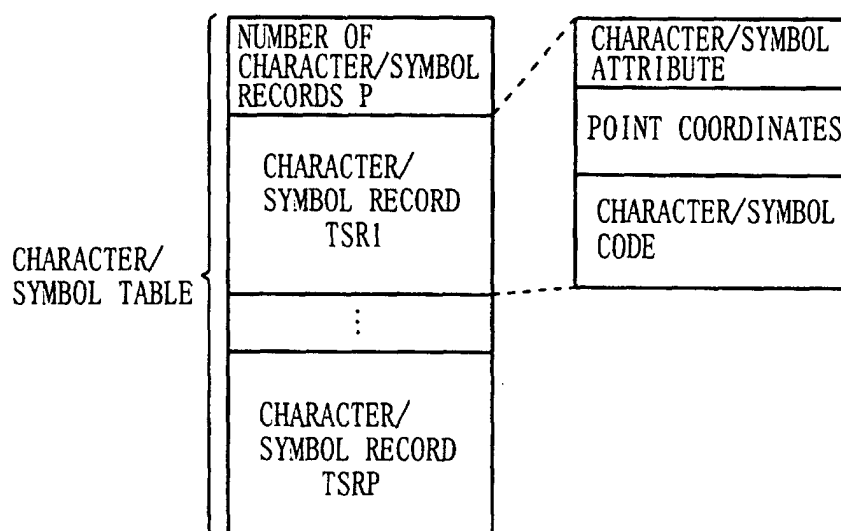 CHARACTER/
SYMBOL TABLE
NUMBER OF
CHARACTER/SYMBOL
RECORDS P
CHARACTER/
SYMBOL RECORD
TSR1
⋮
CHARACTER/
SYMBOL RECORD
TSRP
CHARACTER/SYMBOL
ATTRIBUTE
POINT COORDINATES
CHARACTER/SYMBOL
CODE